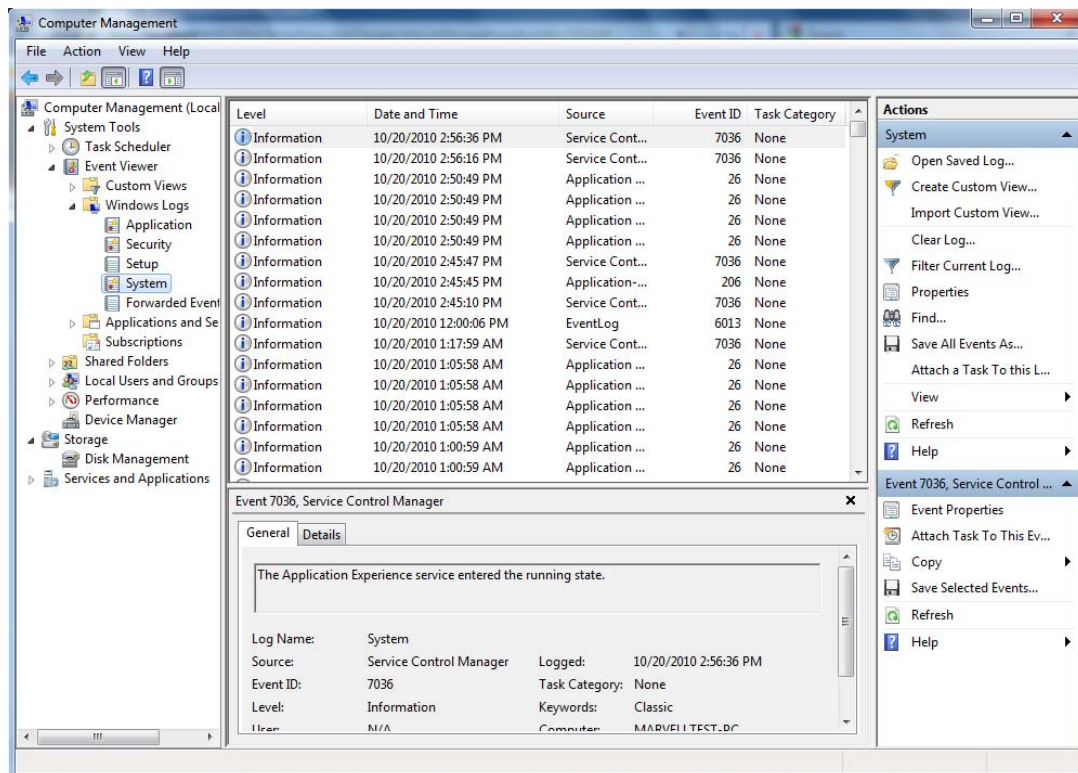 Computer Management
File Action View Help
Computer Management (Local
System Tools
Task Scheduler
Event Viewer
Custom Views
Windows Logs
Application
Security
Setup
System
Forwarded Event
Applications and Se
Subscriptions
Shared Folders
Local Users and Groups
Performance
Device Manager
Storage
Disk Management
Services and Applications
Level Date and Time Source Event ID Task Category
Information 10/20/2010 2:56:36 PM Service Cont... 7036 None
Information 10/20/2010 2:56:16 PM Service Cont... 7036 None
Information 10/20/2010 2:50:49 PM Application ... 26 None
Information 10/20/2010 2:50:49 PM Application ... 26 None
Information 10/20/2010 2:50:49 PM Application ... 26 None
Information 10/20/2010 2:50:49 PM Application ... 26 None
Information 10/20/2010 2:45:47 PM Service Cont... 7036 None
Information 10/20/2010 2:45:45 PM Application-... 206 None
Information 10/20/2010 2:45:10 PM Service Cont... 7036 None
Information 10/20/2010 12:00:06 PM EventLog 6013 None
Information 10/20/2010 1:17:59 AM Service Cont... 7036 None
Information 10/20/2010 1:05:58 AM Application ... 26 None
Information 10/20/2010 1:05:58 AM Application ... 26 None
Information 10/20/2010 1:05:58 AM Application ... 26 None
Information 10/20/2010 1:05:58 AM Application ... 26 None
Information 10/20/2010 1:00:59 AM Application ... 26 None
Information 10/20/2010 1:00:59 AM Application ... 26 None
Event 7036, Service Control Manager
General Details
The Application Experience service entered the running state.
Log Name: System
Source: Service Control Manager Logged: 10/20/2010 2:56:36 PM
Event ID: 7036 Task Category: None
Level: Information Keywords: Classic
User: N/A Computer: MARVELLTEST-PC
Actions
System
Open Saved Log...
Create Custom View...
Import Custom View...
Clear Log...
Filter Current Log...
Properties
Find...
Save All Events As...
Attach a Task To this L...
View
Refresh
Help
Event 7036, Service Control ...
Event Properties
Attach Task To This Ev...
Copy
Save Selected Events...
Refresh
Help